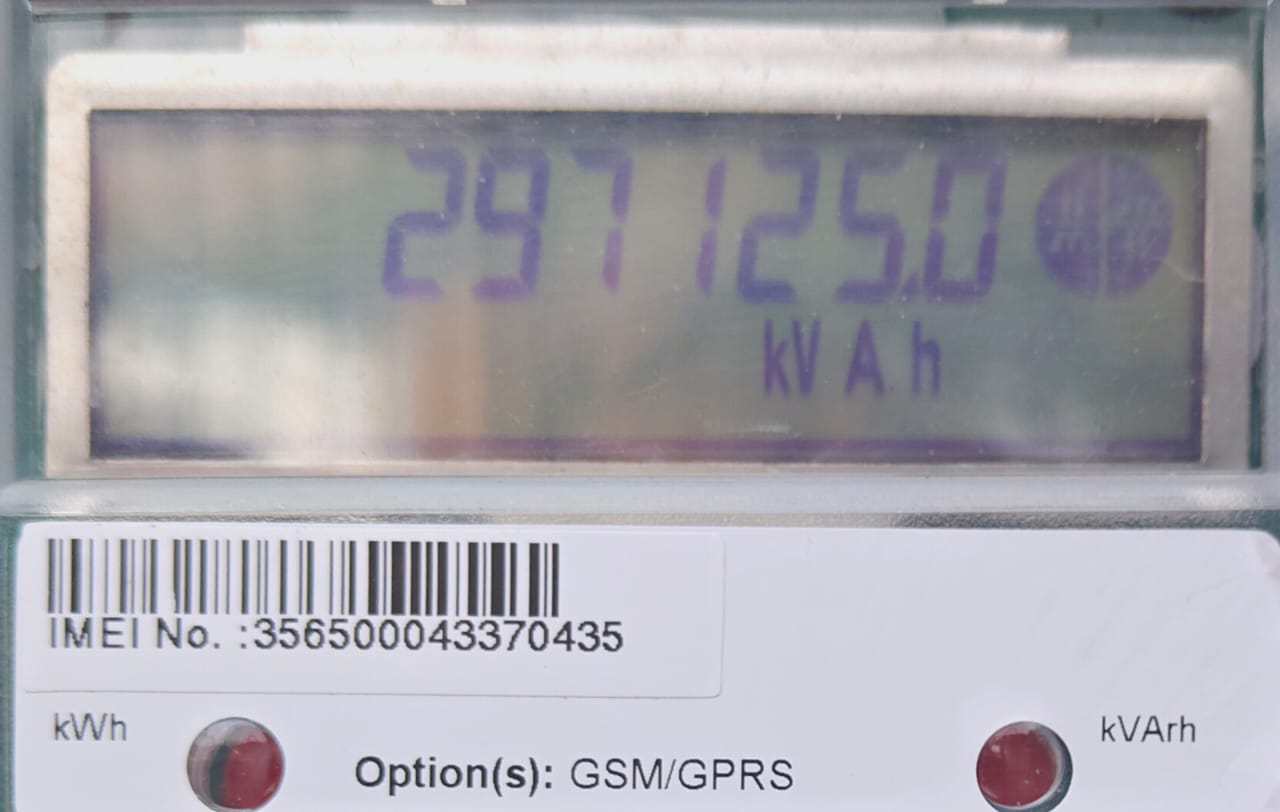 297125.0
kVAh
IMEI No. :356500043370435
kWh
kVArh
Option(s): GSM/GPRS